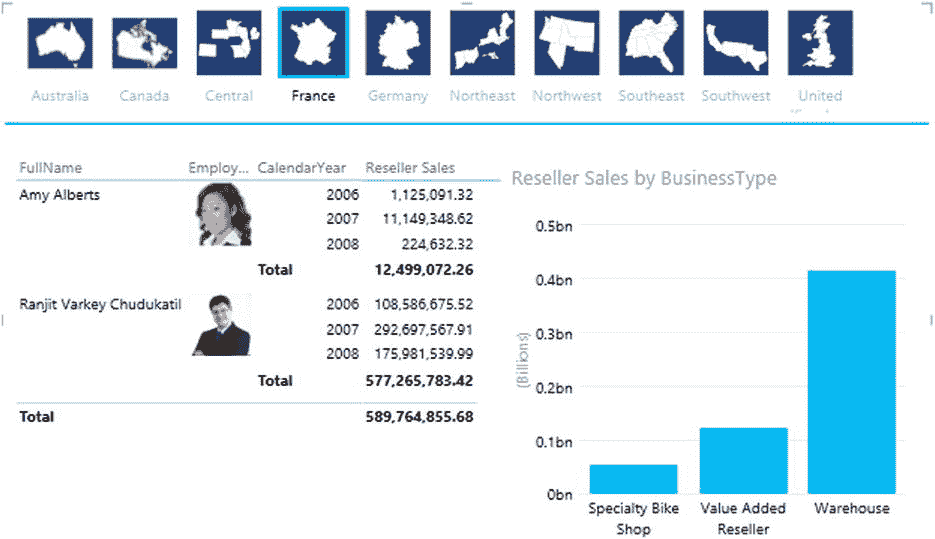 Australia Canada Central France Germany Northeast Northwest Southeast Southwest United
FullName Employ... CalendarYear Reseller Sales
Amy Alberts 2006 1,125,091.32
2007 11,149,348.62
2008 224,632.32
Total 12,499,072.26
Ranjit Varkey Chudukatil 2006 108,586,675.52
2007 292,697,567.91
2008 175,981,539.99
Total 577,265,783.42
Total 589,764,855.68
Reseller Sales by BusinessType
(Billions)
0.5bn
0.4bn
0.3bn
0.2bn
0.1bn
0bn
Specialty Bike Shop
Value Added Reseller
Warehouse